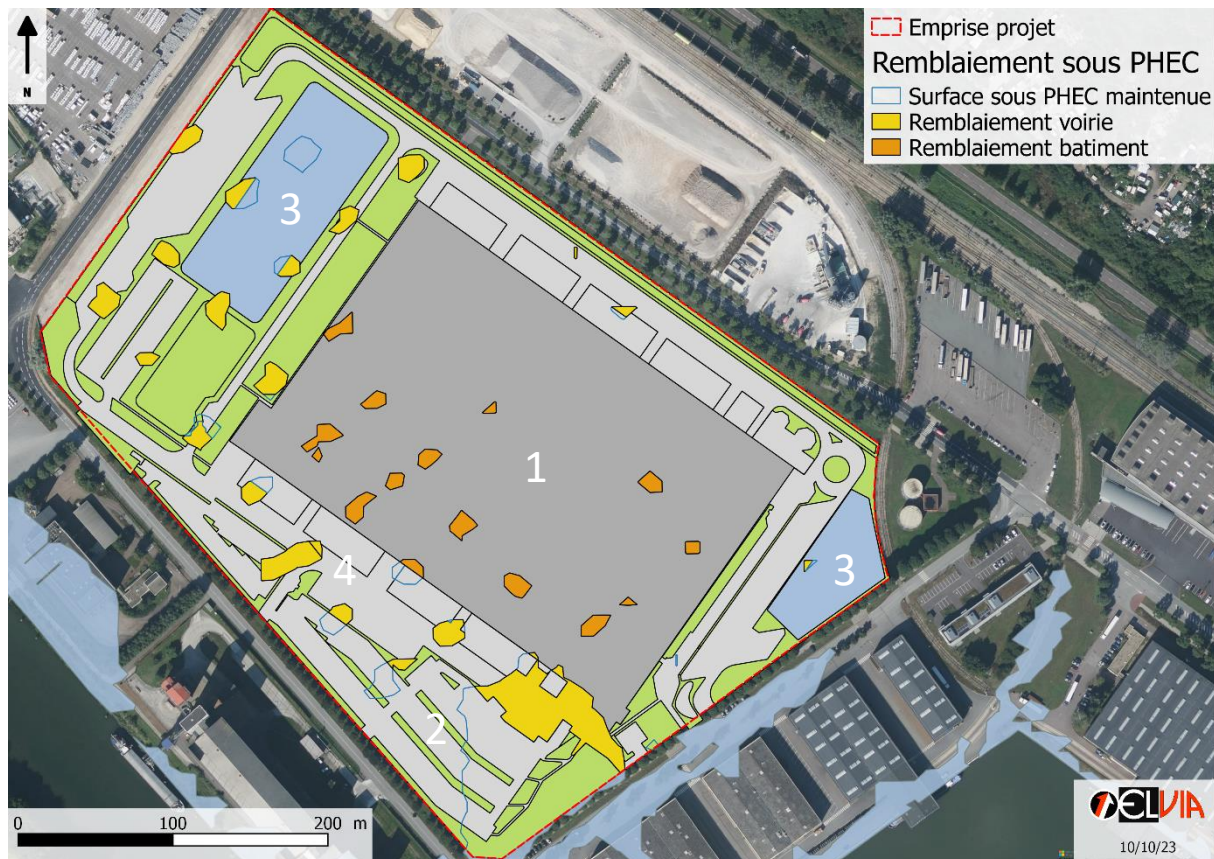 N
Emprise projet
Remblaiement sous PHEC
Surface sous PHEC maintenue
Remblaiement voirie
Remblaiement batiment
3
1
3
4
2
0 100 200 m
ELVIA
10/10/23